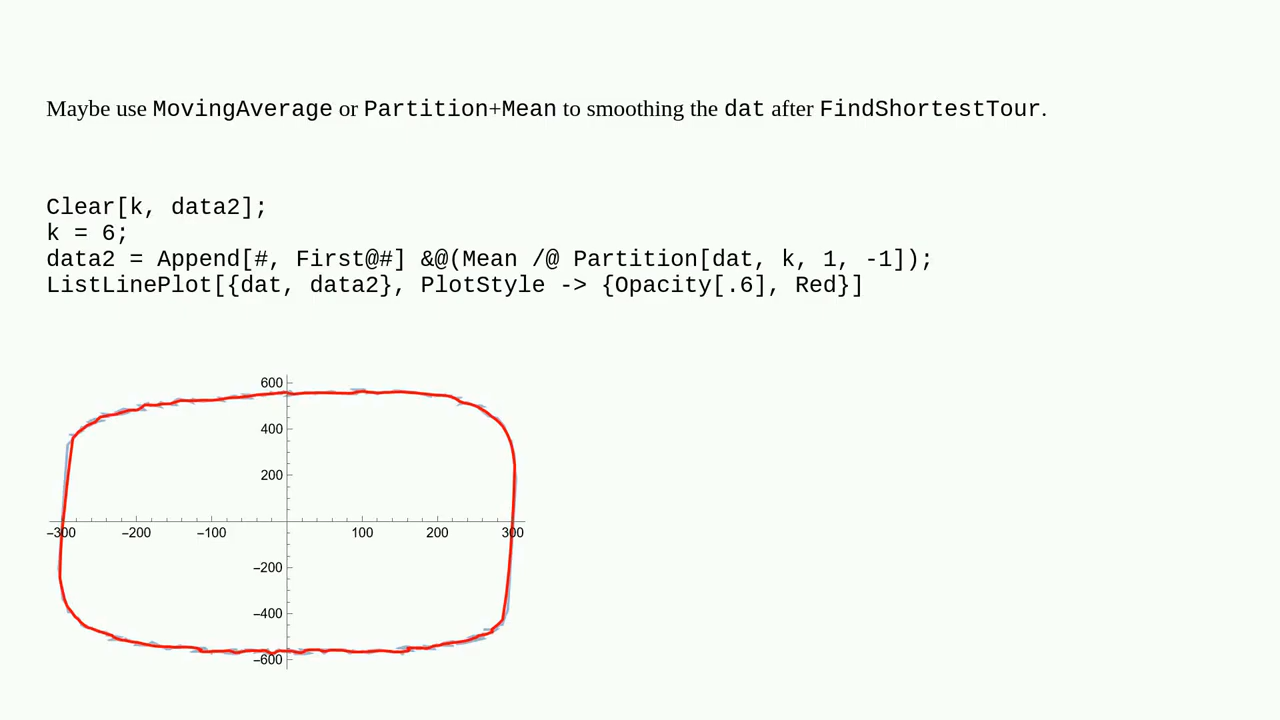 Maybe use MovingAverage or Partition+Mean to smoothing the dat after FindShortestTour.
Clear[k, data2];
k = 6;
data2 = Append[#, First@#] &@(Mean /@ Partition[dat, k, 1, -1]);
ListLinePlot[{dat, data2}, PlotStyle -> {Opacity[.6], Red}]
600
400
200
−300 −200 −100 100 200 300
−200
−400
−600